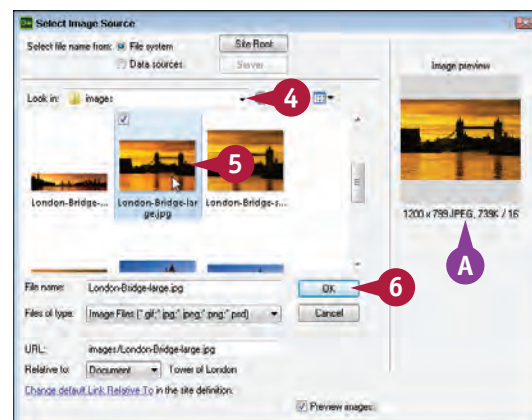 Select Image Source
Select file name from: File system Site Root
Data sources Server
Look in: images
4
5
London-Bridge-...
London-Bridge-lar
ge.jpg
London-Bridge-s...
File name: London-Bridge-large.jpg OK
6
Files of type: Image Files (*.gif;*.jpg;*.jpeg;*.png;*.psd) Cancel
URL: images/London-Bridge-large.jpg
Relative to: Document Tower of London
Change default Link Relative To in the site definition.
Image preview
1200 x 799 JPEG, 739K / 16
A
Preview images